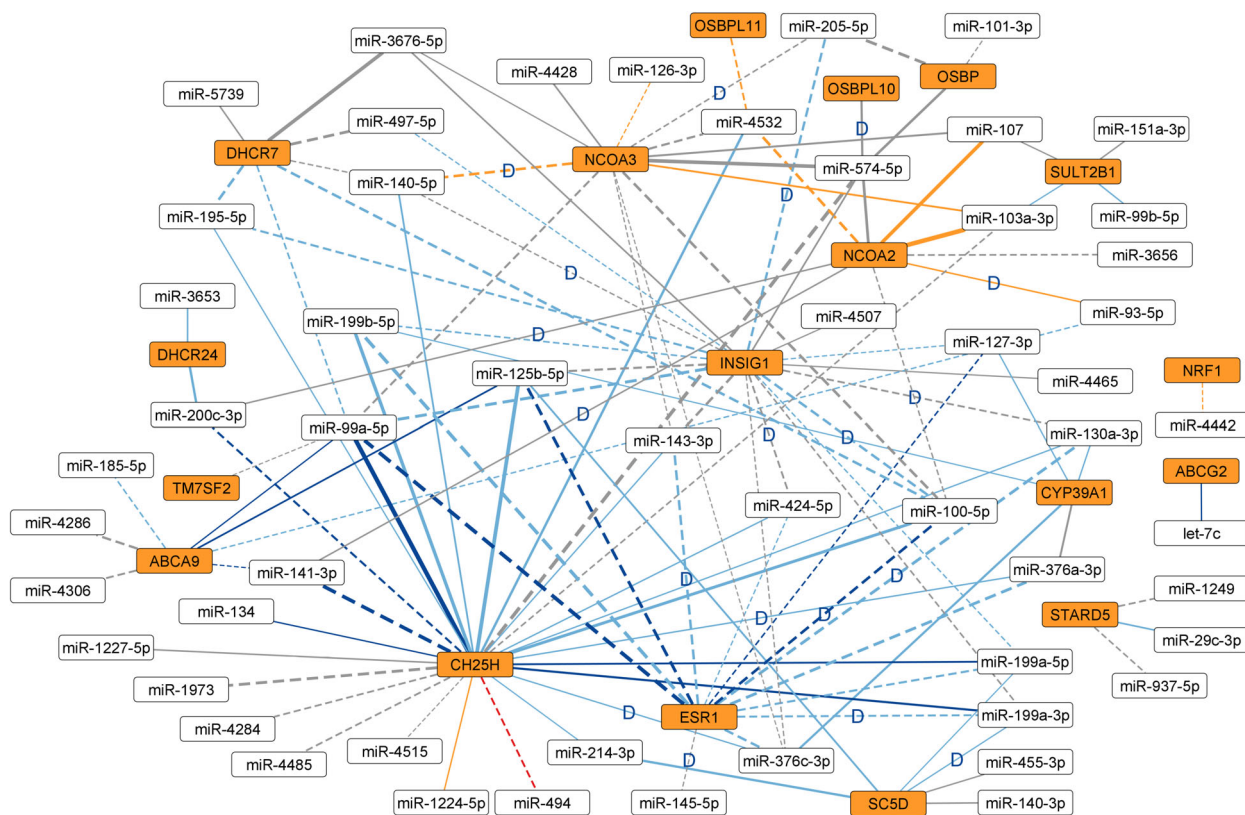 OSBPL11
miR-205-5p
miR-101-3p
miR-3676-5p
miR-4428
miR-126-3p
OSBPL10
OSBP
miR-5739
D
miR-497-5p
miR-4532
D
miR-107
miR-151a-3p
DHCR7
NCOA3
miR-574-5p
SULT2B1
miR-140-5p
D
miR-195-5p
D
miR-103a-3p
miR-99b-5p
NCOA2
miR-3656
D
D
miR-3653
miR-199b-5p
D
miR-4507
miR-93-5p
DHCR24
miR-125b-5p
INSIG1
miR-127-3p
NRF1
miR-4465
miR-200c-3p
D
D
miR-4442
miR-99a-5p
miR-143-3p
D
D
miR-130a-3p
miR-185-5p
TM7SF2
CYP39A1
ABCG2
miR-4286
miR-424-5p
miR-100-5p
let-7c
ABCA9
D
miR-141-3p
D
miR-376a-3p
miR-4306
miR-1249
miR-134
D
D
STARD5
miR-29c-3p
miR-1227-5p
CH25H
miR-199a-5p
miR-937-5p
miR-1973
D
ESR1
D
miR-199a-3p
miR-4284
miR-4515
miR-214-3p
D
miR-376c-3p
D
miR-455-3p
miR-4485
miR-1224-5p
miR-494
miR-145-5p
SC5D
miR-140-3p